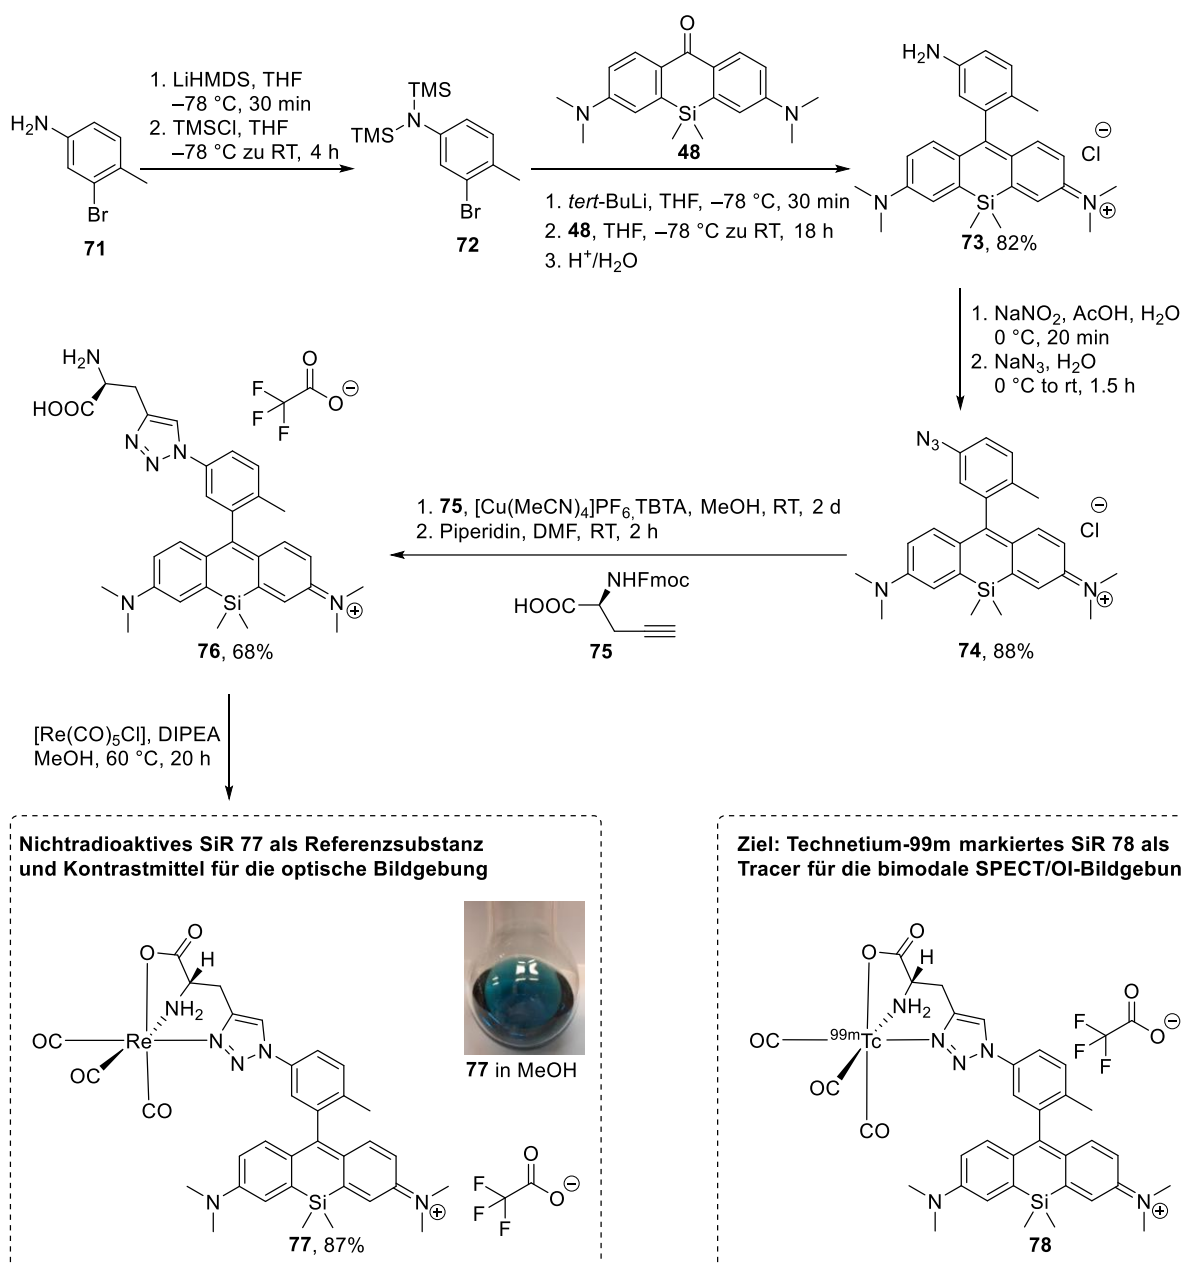 1. LiHMDS, THF
–78 °C, 30 min
2. TMSCl, THF
–78 °C zu RT, 4 h
H₂N
Br
71
TMS
N
TMS
Br
72
O
N
Si
N
48
1. tert-BuLi, THF, –78 °C, 30 min
2. 48, THF, –78 °C zu RT, 18 h
3. H⁺/H₂O
H₂N
⊖
Cl
N
Si
N
⊕
73, 82%
1. NaNO₂, AcOH, H₂O
0 °C, 20 min
2. NaN₃, H₂O
0 °C to rt, 1.5 h
N₃
⊖
Cl
N
Si
N
⊕
74, 88%
1. 75, [Cu(MeCN)₄]PF₆,TBTA, MeOH, RT, 2 d
2. Piperidin, DMF, RT, 2 h
NHFmoc
HOOC
75
H₂N
HOOC
N
N
N
O
⊖
F
O
F
F
N
Si
N
⊕
76, 68%
[Re(CO)₅Cl], DIPEA
MeOH, 60 °C, 20 h
Nichtradioaktives SiR 77 als Referenzsubstanz
und Kontrastmittel für die optische Bildgebung
O
O
H
NH₂
OC
Re
N
N
N
OC
CO
77 in MeOH
N
Si
N
⊕
O
⊖
F
O
F
F
77, 87%
Ziel: Technetium-99m markiertes SiR 78 als
Tracer für die bimodale SPECT/OI-Bildgebun
O
O
H
NH₂
OC
⁹⁹ᵐTc
N
N
N
OC
CO
O
⊖
F
O
F
F
N
Si
N
⊕
78